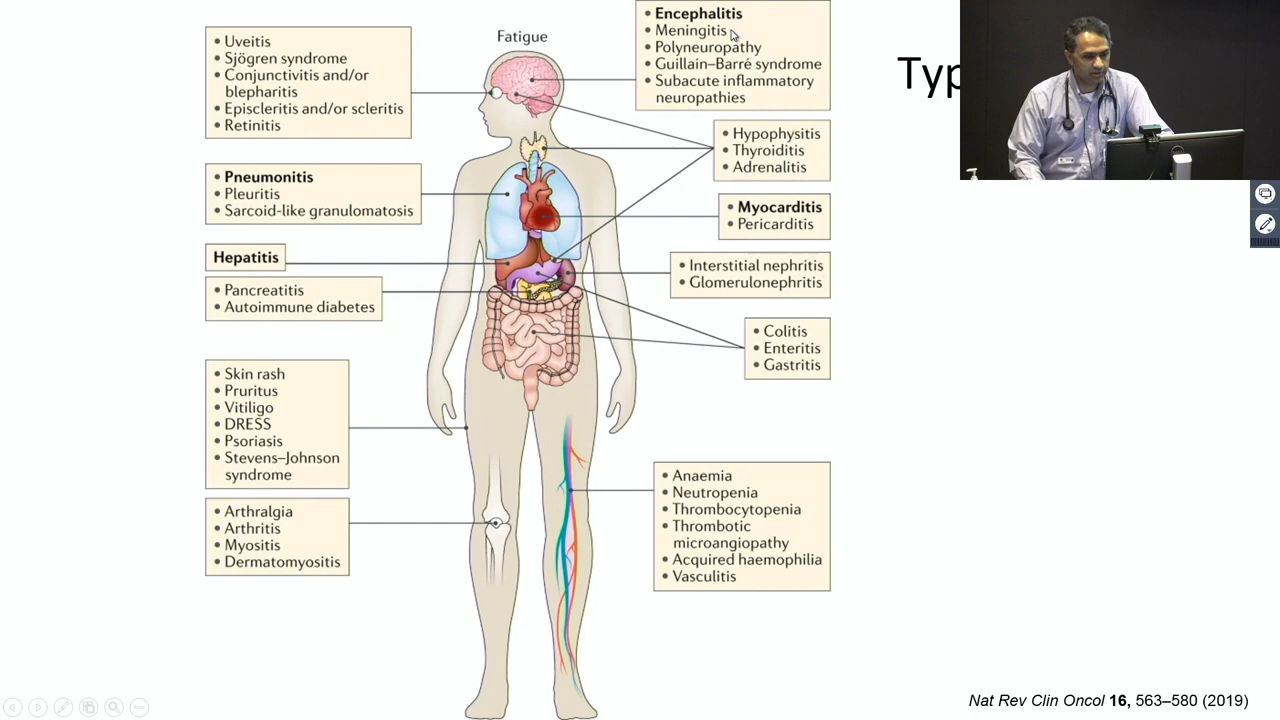 Fatigue
• Uveitis
• Sjögren syndrome
• Conjunctivitis and/or
blepharitis
• Episcleritis and/or scleritis
• Retinitis
• Pneumonitis
• Pleuritis
• Sarcoid-like granulomatosis
Hepatitis
• Pancreatitis
• Autoimmune diabetes
• Skin rash
• Pruritus
• Vitiligo
• DRESS
• Psoriasis
• Stevens–Johnson
syndrome
• Arthralgia
• Arthritis
• Myositis
• Dermatomyositis
• Encephalitis
• Meningitis
• Polyneuropathy
• Guillain–Barré syndrome
• Subacute inflammatory
neuropathies
• Hypophysitis
• Thyroiditis
• Adrenalitis
• Myocarditis
• Pericarditis
• Interstitial nephritis
• Glomerulonephritis
• Colitis
• Enteritis
• Gastritis
• Anaemia
• Neutropenia
• Thrombocytopenia
• Thrombotic
microangiopathy
• Acquired haemophilia
• Vasculitis
Nat Rev Clin Oncol 16, 563–580 (2019)